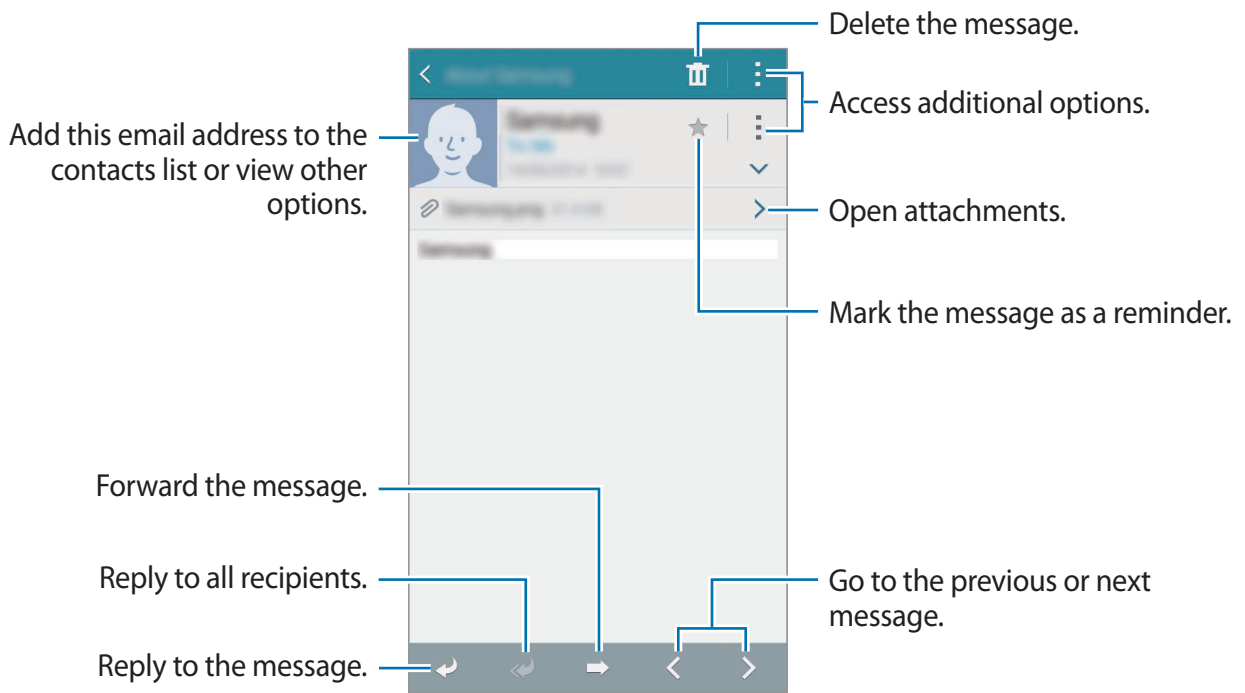 Delete the message.
Access additional options.
Add this email address to the
contacts list or view other
options.
Open attachments.
Mark the message as a reminder.
Forward the message.
Reply to all recipients.
Go to the previous or next
message.
Reply to the message.